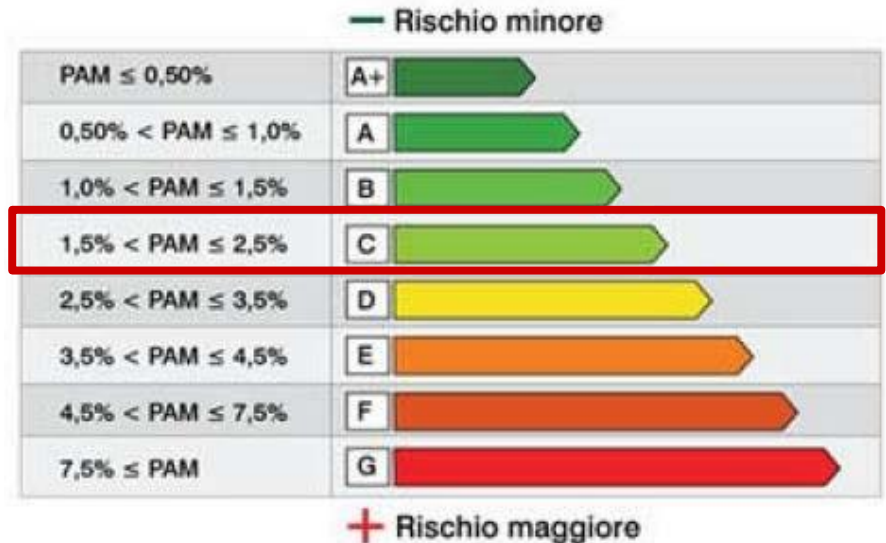 − Rischio minore
PAM ≤ 0,50% A+
0,50% < PAM ≤ 1,0% A
1,0% < PAM ≤ 1,5% B
1,5% < PAM ≤ 2,5% C
2,5% < PAM ≤ 3,5% D
3,5% < PAM ≤ 4,5% E
4,5% < PAM ≤ 7,5% F
7,5% ≤ PAM G
+ Rischio maggiore